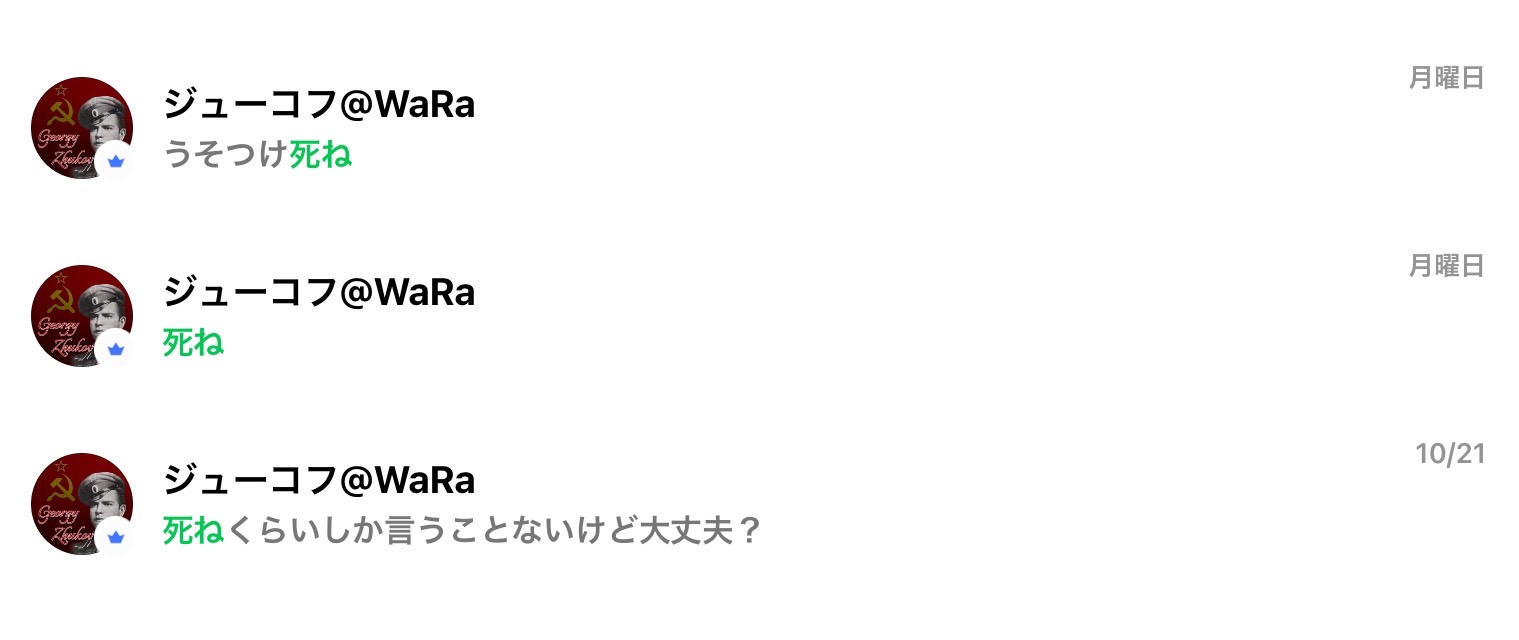 月曜日
ジューコフ@WaRa
うそつけ死ね
Georgy
Zhukov
月曜日
ジューコフ@WaRa
死ね
Georgy
Zhukov
10/21
ジューコフ@WaRa
死ねくらいしか言うことないけど大丈夫？
Georgy
Zhukov